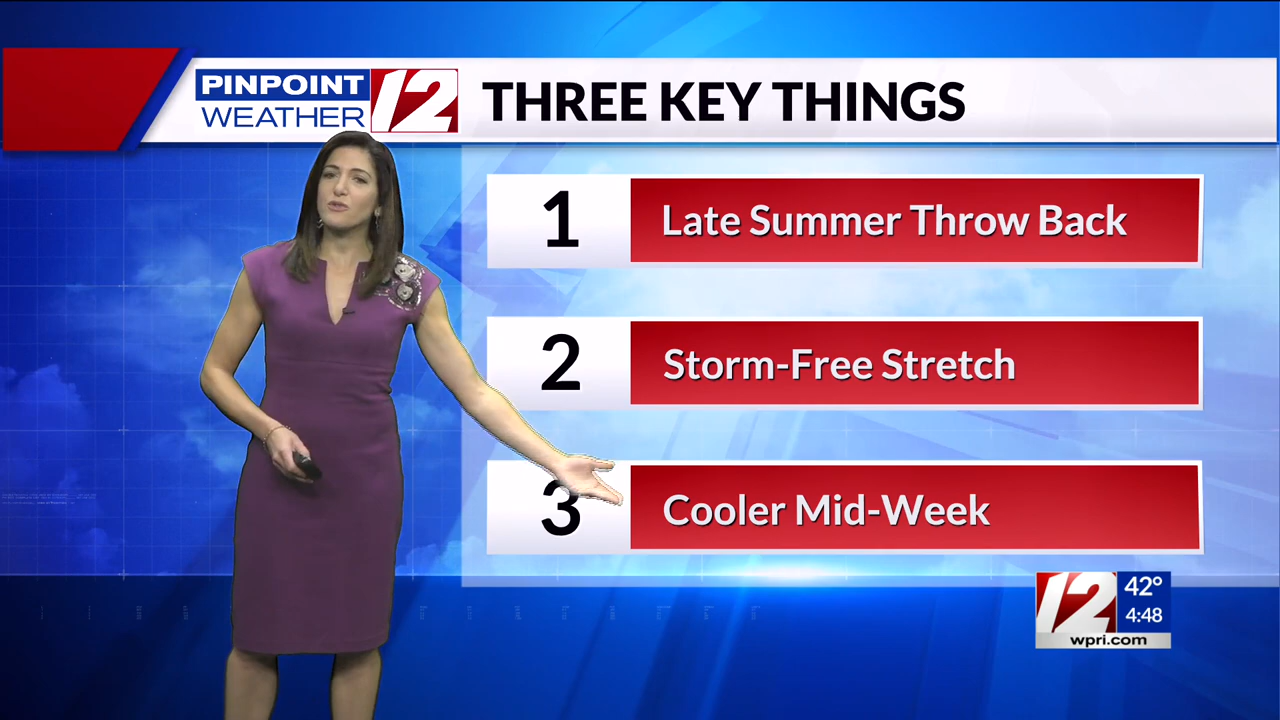 PINPOINT
WEATHER
12
THREE KEY THINGS
1
Late Summer Throw Back
2
Storm-Free Stretch
3
Cooler Mid-Week
12
42°
4:48
wpri.com